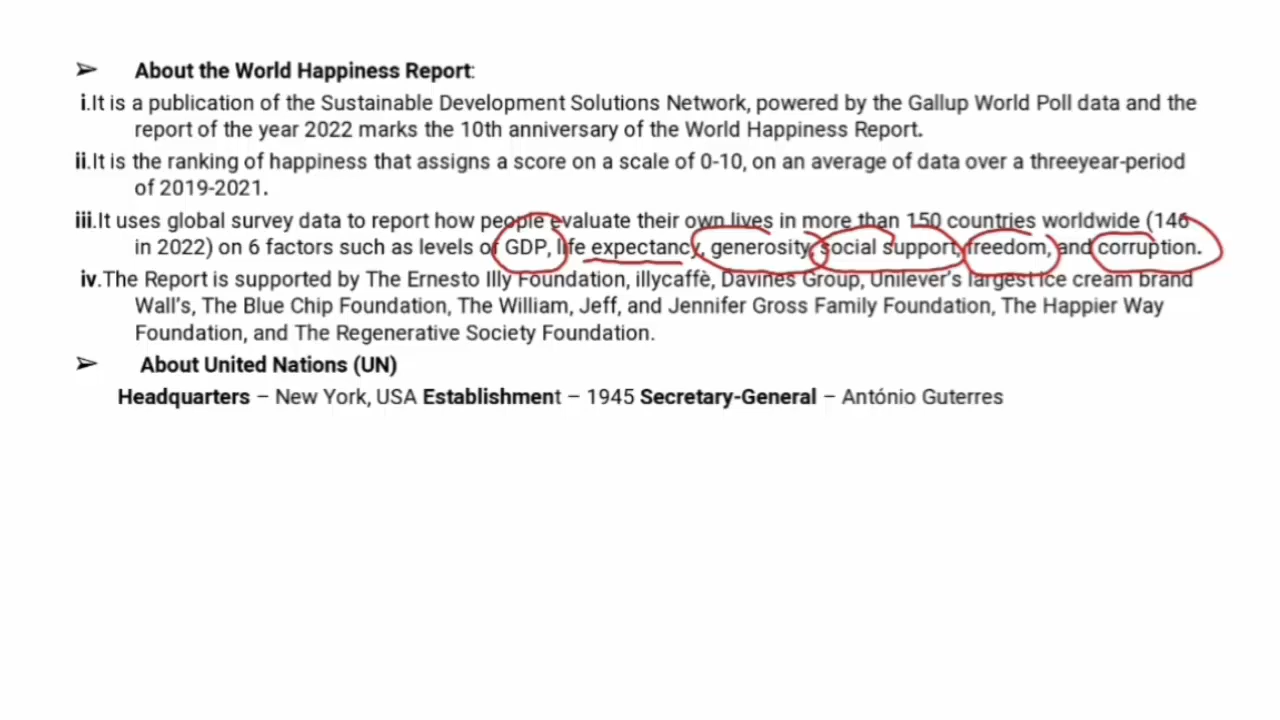 ➢ About the World Happiness Report:
i.It is a publication of the Sustainable Development Solutions Network, powered by the Gallup World Poll data and the
report of the year 2022 marks the 10th anniversary of the World Happiness Report.
ii.It is the ranking of happiness that assigns a score on a scale of 0-10, on an average of data over a threeyear-period
of 2019-2021.
iii.It uses global survey data to report how people evaluate their own lives in more than 150 countries worldwide (146
in 2022) on 6 factors such as levels of GDP, life expectancy, generosity, social support, freedom, and corruption.
iv.The Report is supported by The Ernesto Illy Foundation, illycaffè, Davines Group, Unilever's largest ice cream brand
Wall's, The Blue Chip Foundation, The William, Jeff, and Jennifer Gross Family Foundation, The Happier Way
Foundation, and The Regenerative Society Foundation.
➢ About United Nations (UN)
Headquarters – New York, USA Establishment – 1945 Secretary-General – António Guterres